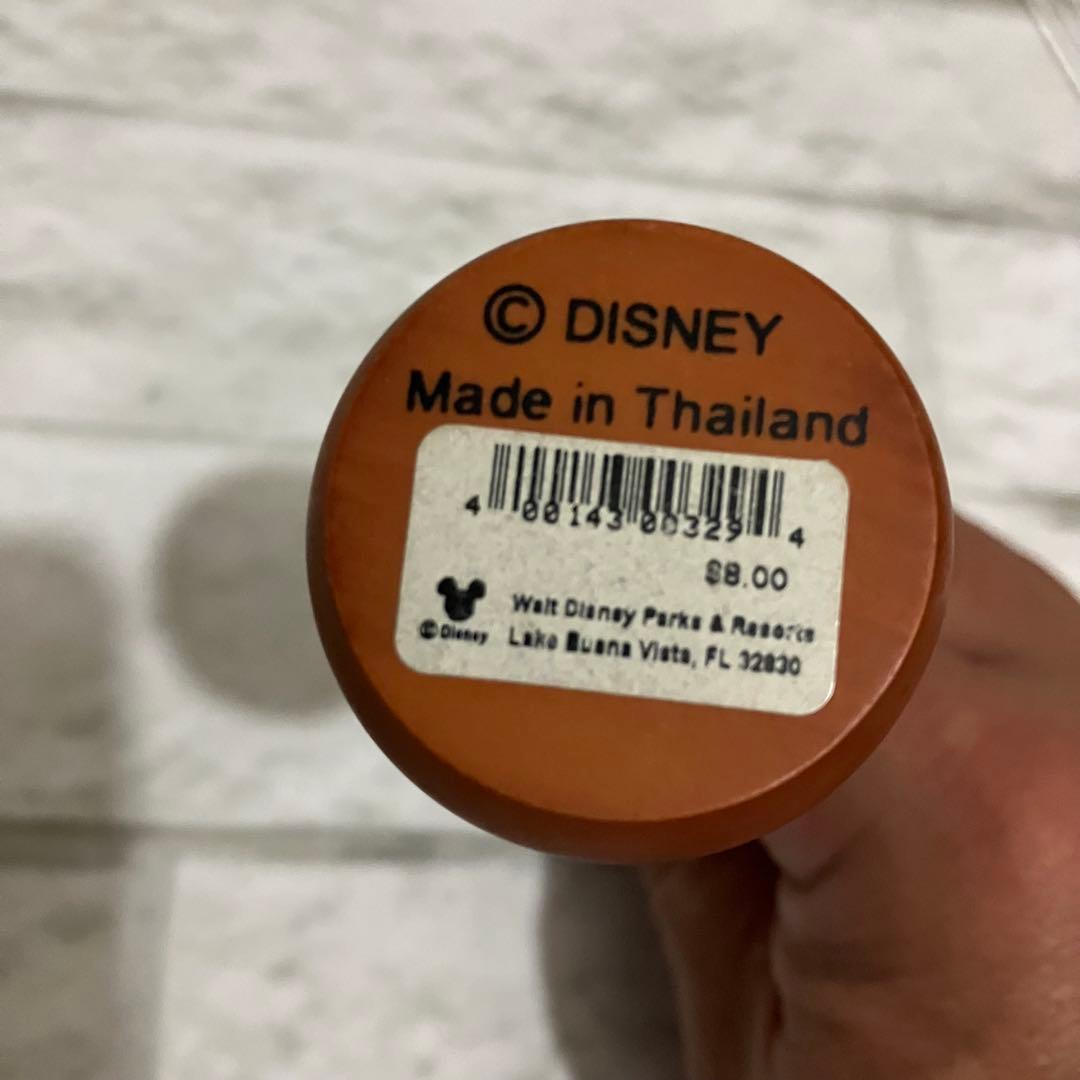 © DISNEY
Made in Thailand
4 00143 00329 4
$8.00
Walt Disney Parks & Resorts
© Disney Lake Buena Vista, FL 32830